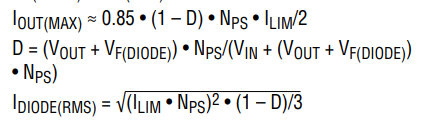 IOUT(MAX) ≈ 0.85 • (1 – D) • NPS • ILIM/2
D = (VOUT + VF(DIODE)) • NPS/(VIN + (VOUT + VF(DIODE))
• NPS)
IDIODE(RMS) = √(ILIM • NPS)2 • (1 – D)/3